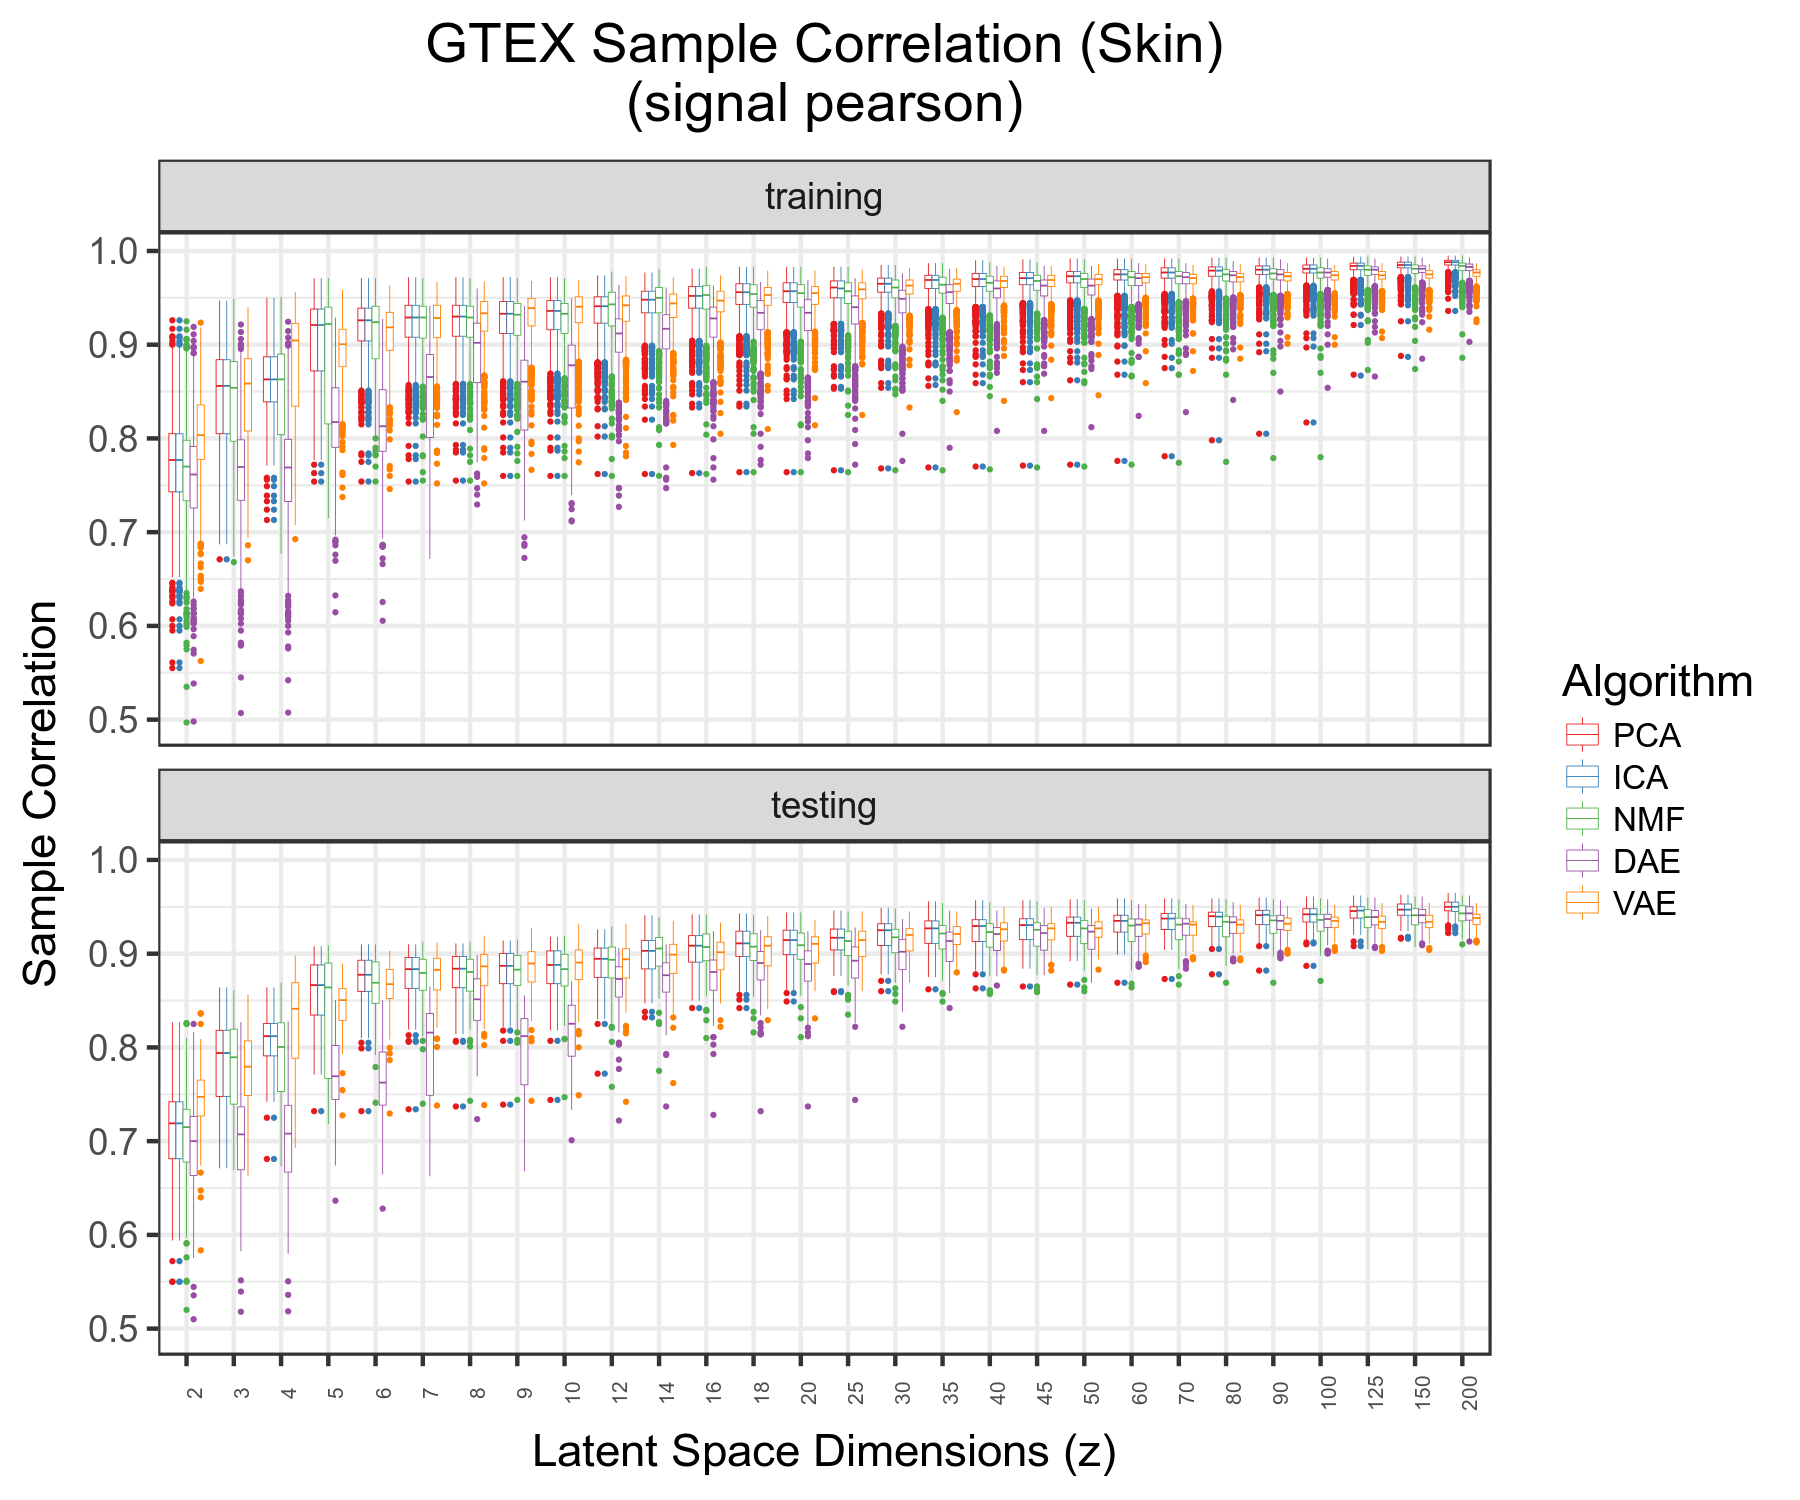 GTEX Sample Correlation (Skin)
(signal pearson)
training
1.0
0.9
0.8
0.7
0.6
0.5
Sample Correlation
testing
1.0
0.9
0.8
0.7
0.6
0.5
2 3 4 5 6 7 8 9 10 12 14 16 18 20 25 30 35 40 45 50 60 70 80 90 100 125 150 200
Latent Space Dimensions (z)
Algorithm
PCA
ICA
NMF
DAE
VAE